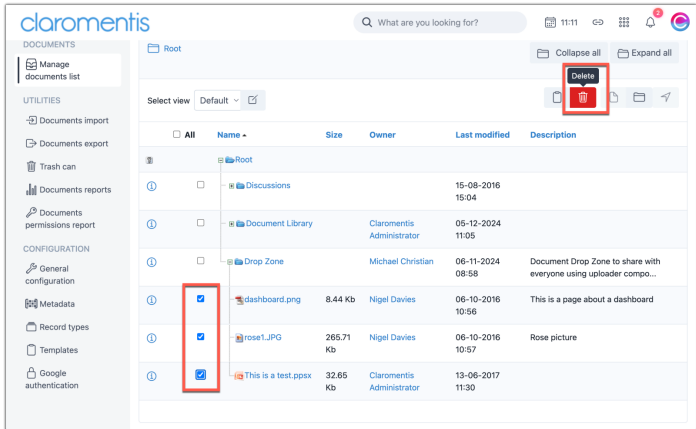 claromentis
What are you looking for?
11:11
2
DOCUMENTS
Manage
documents list
UTILITIES
Documents import
Documents export
Trash can
Documents reports
Documents
permissions report
CONFIGURATION
General
configuration
Metadata
Record types
Templates
Google
authentication
Root
Collapse all
Expand all
Delete
Select view
Default
All Name Size Owner Last modified Description
Root
Discussions 15-08-2016
15:04
Document Library Claromentis 05-12-2024
Administrator 11:05
Drop Zone Michael Christian 06-11-2024 Document Drop Zone to share with
08:58 everyone using uploader compo...
dashboard.png 8.44 Kb Nigel Davies 06-10-2016 This is a page about a dashboard
10:56
rose1.JPG 265.71 Nigel Davies 06-10-2016 Rose picture
Kb 10:57
This is a test.ppsx 32.65 Claromentis 13-06-2017
Kb Administrator 11:30